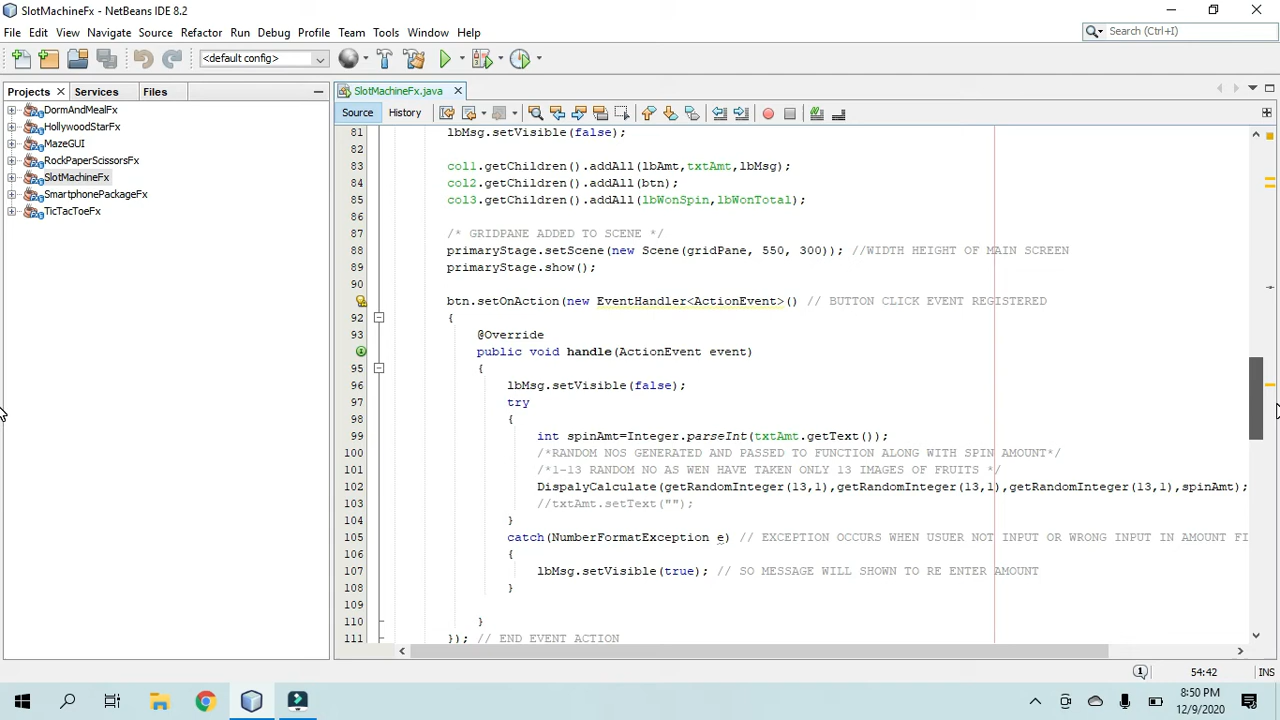 SlotMachineFx - NetBeans IDE 8.2
File Edit View Navigate Source Refactor Run Debug Profile Team Tools Window Help
Search (Ctrl+I)
<default config>
Projects Services Files
SlotMachineFx.java
Source History
DormAndMealFx
HollywoodStarFx
MazeGUI
RockPaperScissorsFx
SlotMachineFx
SmartphonePackageFx
TicTacToeFx
81 lbMsg.setVisible(false);
82
83 col1.getChildren().addAll(lbAmt,txtAmt,lbMsg);
84 col2.getChildren().addAll(btn);
85 col3.getChildren().addAll(lbWonSpin,lbWonTotal);
86
87 /* GRIDPANE ADDED TO SCENE */
88 primaryStage.setScene(new Scene(gridPane, 550, 300)); //WIDTH HEIGHT OF MAIN SCREEN
89 primaryStage.show();
90
btn.setOnAction(new EventHandler<ActionEvent>() // BUTTON CLICK EVENT REGISTERED
92 {
93 @Override
public void handle(ActionEvent event)
95 {
96 lbMsg.setVisible(false);
97 try
98 {
99 int spinAmt=Integer.parseInt(txtAmt.getText());
100 /*RANDOM NOS GENERATED AND PASSED TO FUNCTION ALONG WITH SPIN AMOUNT*/
101 /*1-13 RANDOM NO AS WEN HAVE TAKEN ONLY 13 IMAGES OF FRUITS */
102 DispalyCalculate(getRandomInteger(13,1),getRandomInteger(13,1),getRandomInteger(13,1),spinAmt);
103 //txtAmt.setText("");
104 }
105 catch(NumberFormatException e) // EXCEPTION OCCURS WHEN USUER NOT INPUT OR WRONG INPUT IN AMOUNT FI
106 {
107 lbMsg.setVisible(true); // SO MESSAGE WILL SHOWN TO RE ENTER AMOUNT
108 }
109
110 }
111 }); // END EVENT ACTION
1 54:42 INS
8:50 PM
12/9/2020